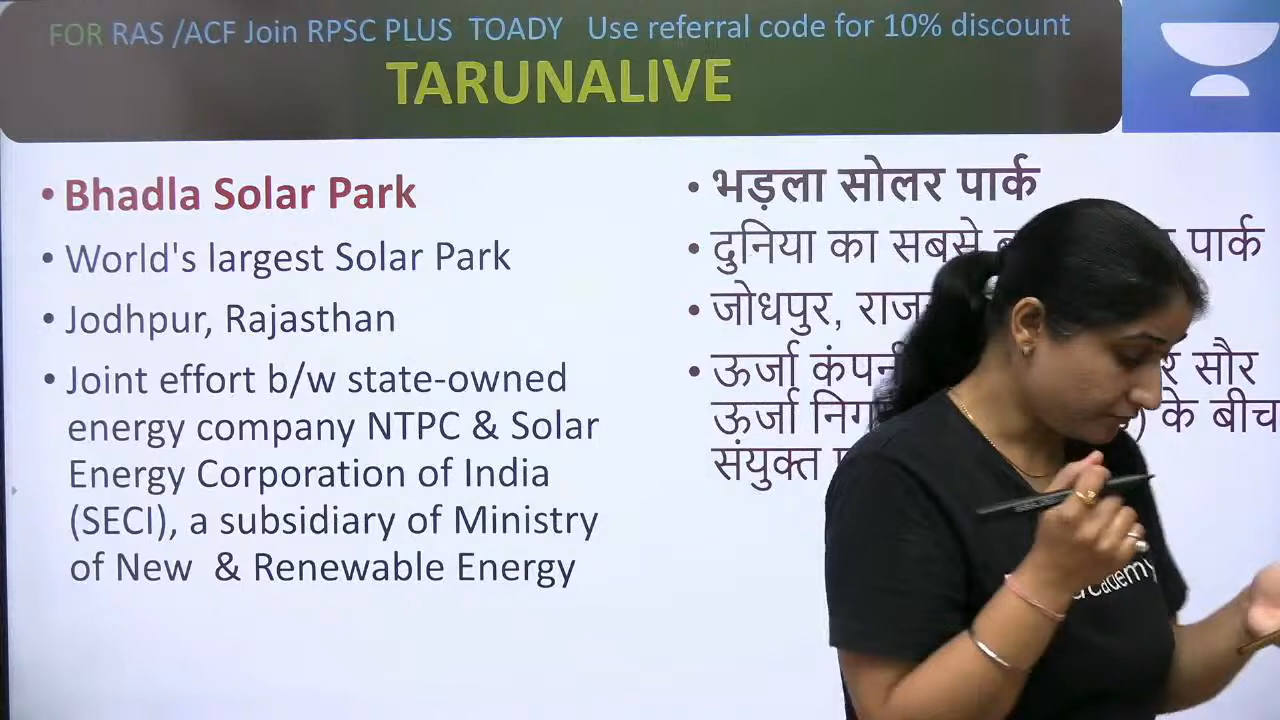 FOR RAS /ACF Join RPSC PLUS TOADY Use referral code for 10% discount
TARUNALIVE
• Bhadla Solar Park
• World's largest Solar Park
• Jodhpur, Rajasthan
• Joint effort b/w state-owned
energy company NTPC & Solar
Energy Corporation of India
(SECI), a subsidiary of Ministry
of New & Renewable Energy
• भड़ला सोलर पार्क
• दुनिया का सबसे पार्क
• जोधपुर,
• ऊर्जा सौर
ऊर्जा के बीच
संयुक्त